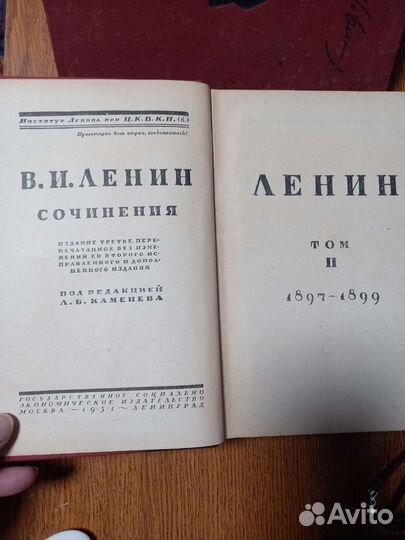 Институт Ленина при Ц.К.В.К.П.(б.)
Пролетарии всех стран, соединяйтесь!
В.И.ЛЕНИН
СОЧИНЕНИЯ
ИЗДАНИЕ ТРЕТЬЕ, ПЕРЕ-
ПЕЧАТАННОЕ БЕЗ ИЗМЕ-
НЕНИЙ СО ВТОРОГО ИС-
ПРАВЛЕННОГО И ДОПОЛ-
НЕННОГО ИЗДАНИЯ
ПОД РЕДАКЦИЕЙ
Л.Б.КАМЕНЕВА
ГОСУДАРСТВЕННОЕ СОЦИАЛЬНО
ЭКОНОМИЧЕСКОЕ ИЗДАТЕЛЬСТВО
МОСКВА — 1931 — ЛЕНИНГРАД
ЛЕНИН
ТОМ
II
1897-1899
Avito